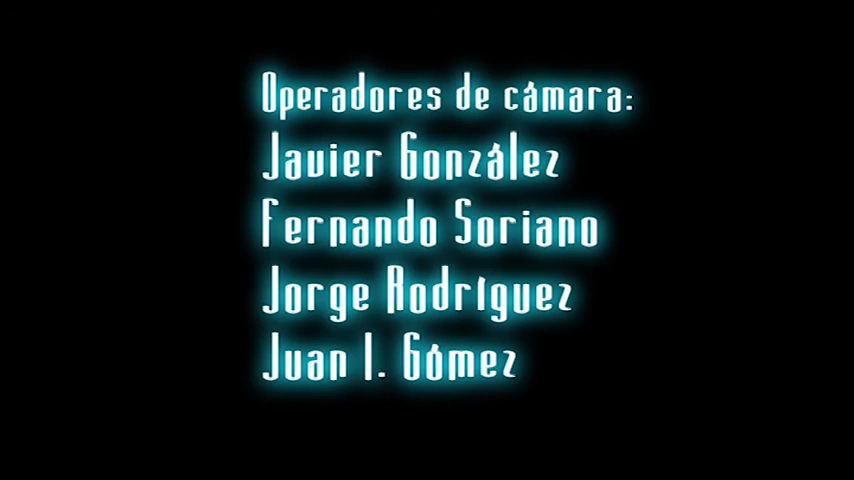 Operadores de cámara:
Javier González
Fernando Soriano
Jorge Rodríguez
Juan I. Gómez